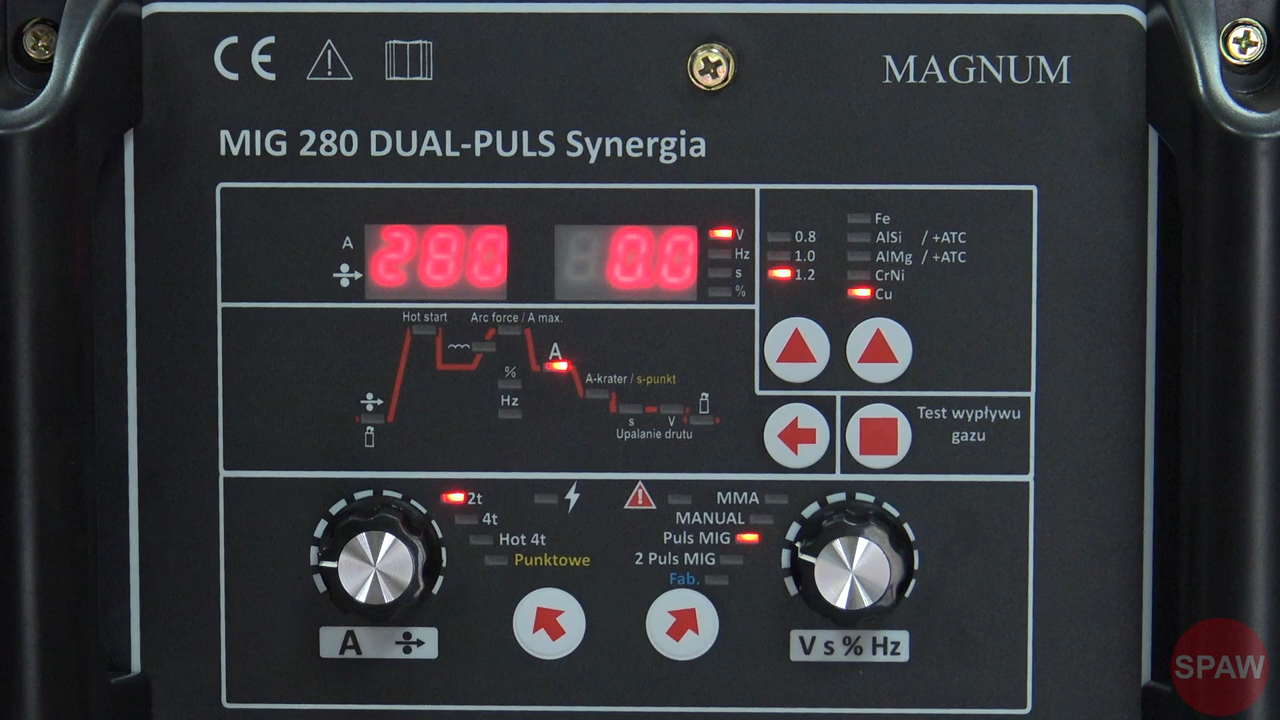 CE
MAGNUM
MIG 280 DUAL-PULS Synergia
A
280
0.0
V
Hz
s
%
0.8
1.0
1.2
Fe
AlSi / +ATC
AlMg / +ATC
CrNi
Cu
Hot start
Arc force / A max.
A
%
Hz
A-krater / s-punkt
s
V
Upalanie drutu
Test wypływu
gazu
2t
4t
Hot 4t
Punktowe
MMA
MANUAL
Puls MIG
2 Puls MIG
Fab.
A
V s % Hz
SPAW